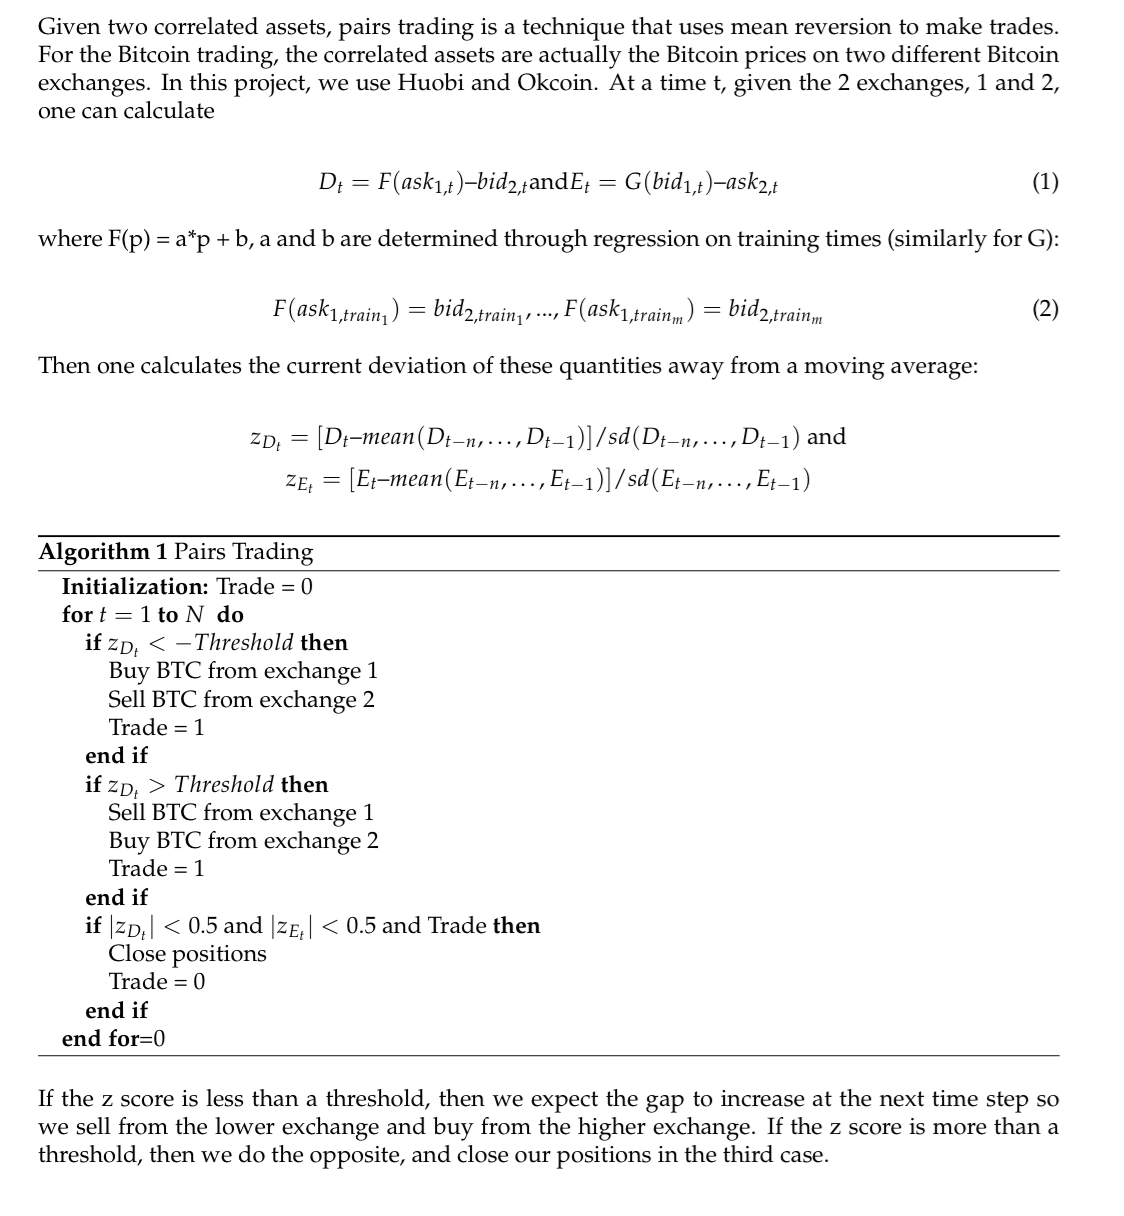 Given two correlated assets, pairs trading is a technique that uses mean reversion to make trades.
For the Bitcoin trading, the correlated assets are actually the Bitcoin prices on two different Bitcoin
exchanges. In this project, we use Huobi and Okcoin. At a time t, given the 2 exchanges, 1 and 2,
one can calculate
D_t = F(ask_{1,t})–bid_{2,t}andE_t = G(bid_{1,t})–ask_{2,t} (1)
where F(p) = a*p + b, a and b are determined through regression on training times (similarly for G):
F(ask_{1,train_1}) = bid_{2,train_1}, ..., F(ask_{1,train_m}) = bid_{2,train_m} (2)
Then one calculates the current deviation of these quantities away from a moving average:
z_{D_t} = [D_t–mean(D_{t−n}, . . . , D_{t−1})]/sd(D_{t−n}, . . . , D_{t−1}) and
z_{E_t} = [E_t–mean(E_{t−n}, . . . , E_{t−1})]/sd(E_{t−n}, . . . , E_{t−1})
Algorithm 1 Pairs Trading
Initialization: Trade = 0
for t = 1 to N do
if z_{D_t} < −Threshold then
Buy BTC from exchange 1
Sell BTC from exchange 2
Trade = 1
end if
if z_{D_t} > Threshold then
Sell BTC from exchange 1
Buy BTC from exchange 2
Trade = 1
end if
if |z_{D_t}| < 0.5 and |z_{E_t}| < 0.5 and Trade then
Close positions
Trade = 0
end if
end for=0
If the z score is less than a threshold, then we expect the gap to increase at the next time step so
we sell from the lower exchange and buy from the higher exchange. If the z score is more than a
threshold, then we do the opposite, and close our positions in the third case.